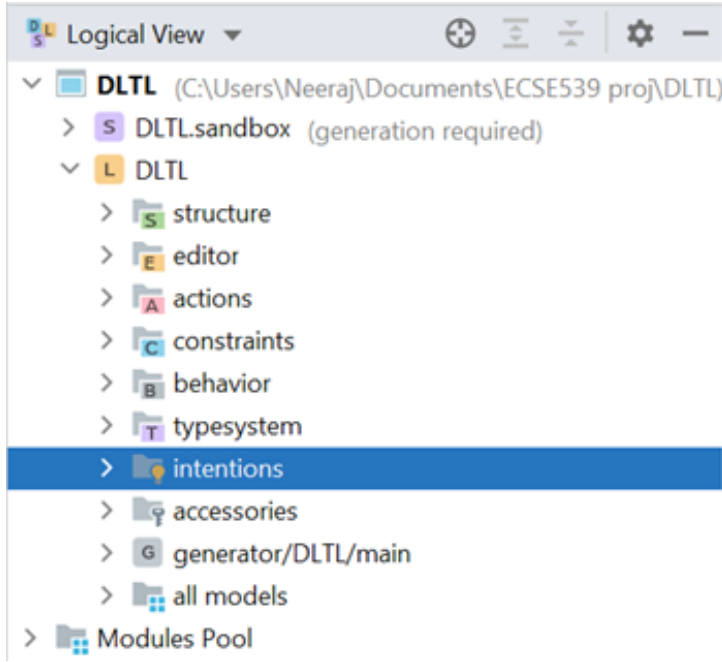 Logical View
DLTL (C:\Users\Neeraj\Documents\ECSE539 proj\DLTL)
S DLTL.sandbox (generation required)
L DLTL
S structure
E editor
A actions
C constraints
B behavior
T typesystem
intentions
accessories
G generator/DLTL/main
all models
Modules Pool